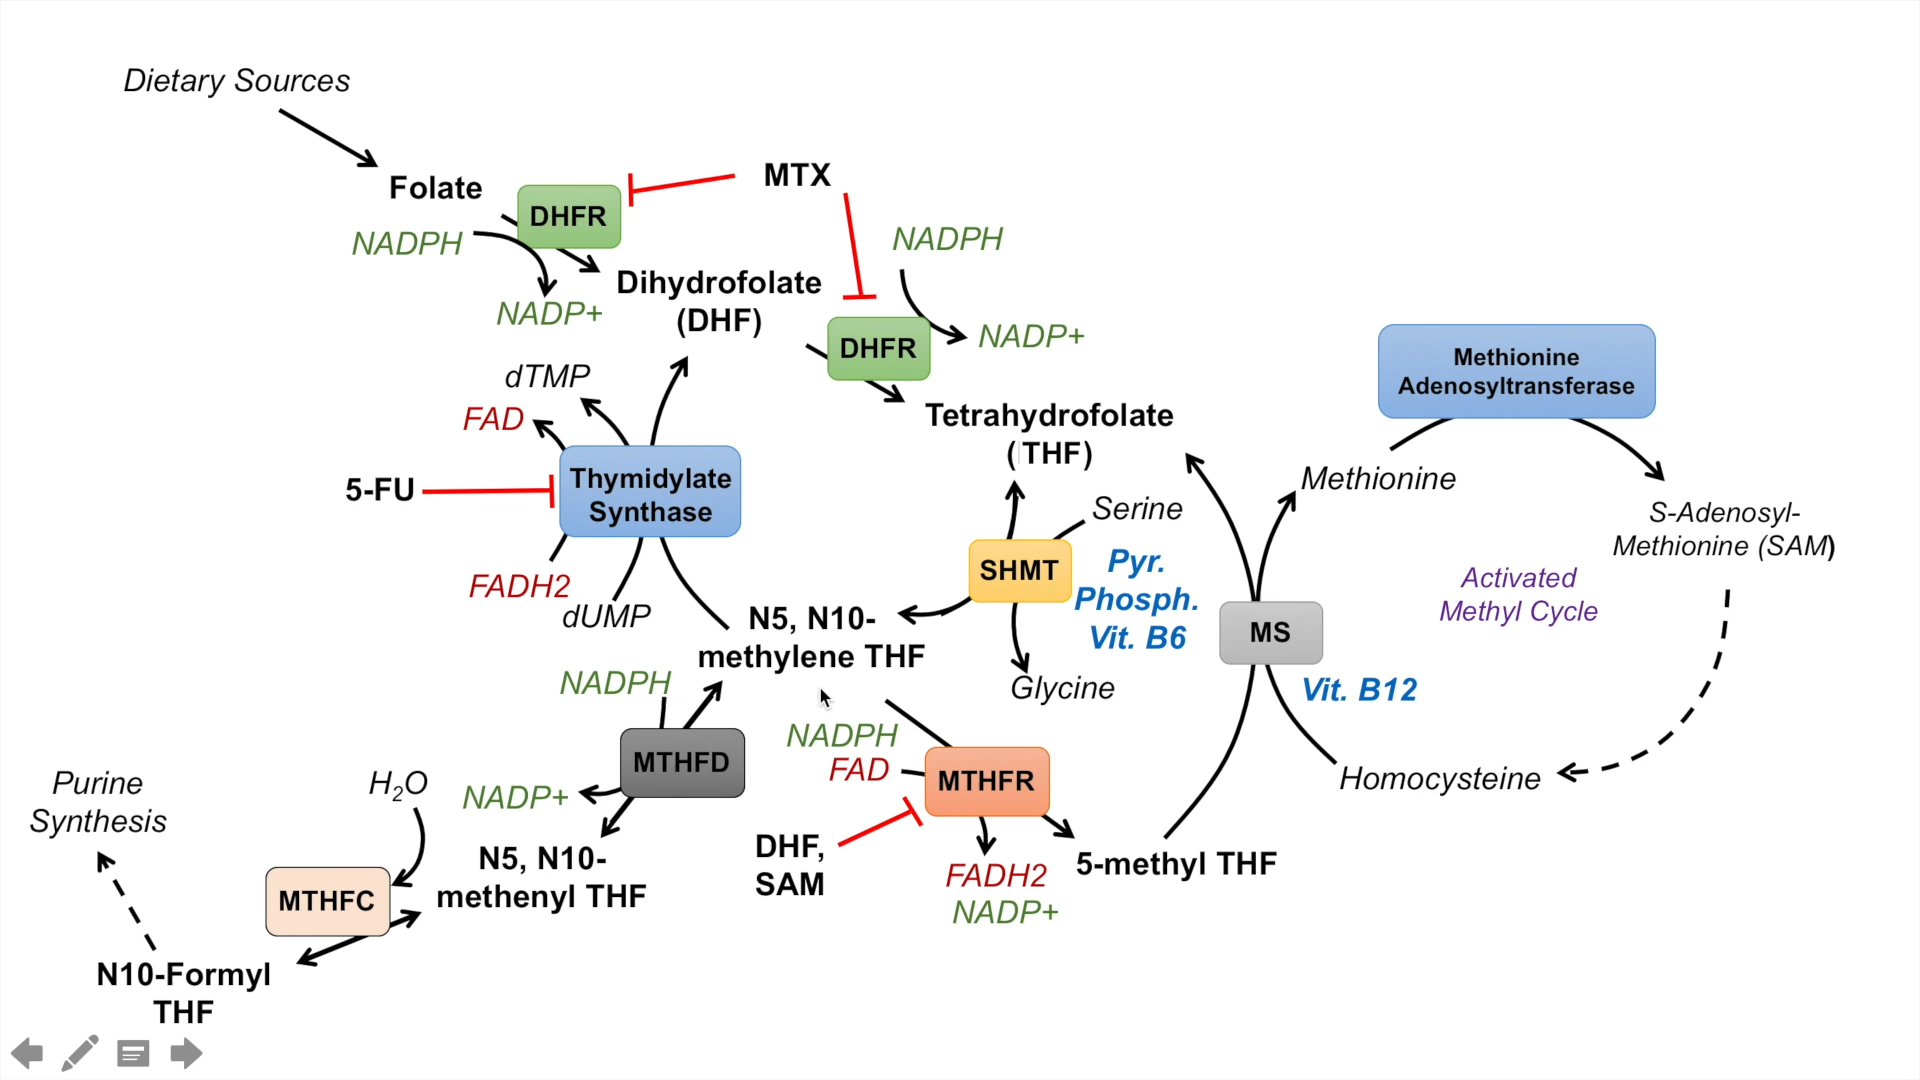 Dietary Sources
Folate
DHFR
MTX
NADPH
NADP+
NADPH
Dihydrofolate
(DHF)
DHFR
NADP+
dTMP
FAD
Tetrahydrofolate
(THF)
Methionine
Adenosyltransferase
5-FU
Thymidylate
Synthase
Methionine
Serine
S-Adenosyl-
Methionine (SAM)
SHMT
Pyr.
Phosph.
Vit. B6
Activated
Methyl Cycle
FADH2
dUMP
N5, N10-
methylene THF
MS
Vit. B12
Glycine
NADPH
MTHFD
NADP+
NADPH
FAD
MTHFR
Homocysteine
Purine
Synthesis
H2O
DHF,
SAM
FADH2
NADP+
5-methyl THF
N5, N10-
methenyl THF
MTHFC
N10-Formyl
THF